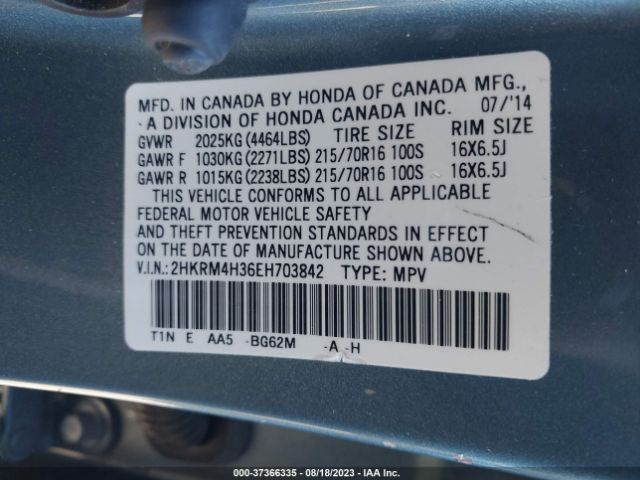 MFD. IN CANADA BY HONDA OF CANADA MFG.,
A DIVISION OF HONDA CANADA INC. 07/'14
GVWR 2025KG (4464LBS) TIRE SIZE RIM SIZE
GAWR F 1030KG (2271LBS) 215/70R16 100S 16X6.5J
GAWR R 1015KG (2238LBS) 215/70R16 100S 16X6.5J
THIS VEHICLE CONFORMS TO ALL APPLICABLE
FEDERAL MOTOR VEHICLE SAFETY
AND THEFT PREVENTION STANDARDS IN EFFECT
ON THE DATE OF MANUFACTURE SHOWN ABOVE.
V.I.N.: 2HKRM4H36EH703842 TYPE: MPV
T1N E AA5 -BG62M -A -H
000-37366335 - 08/18/2023 - IAA Inc.